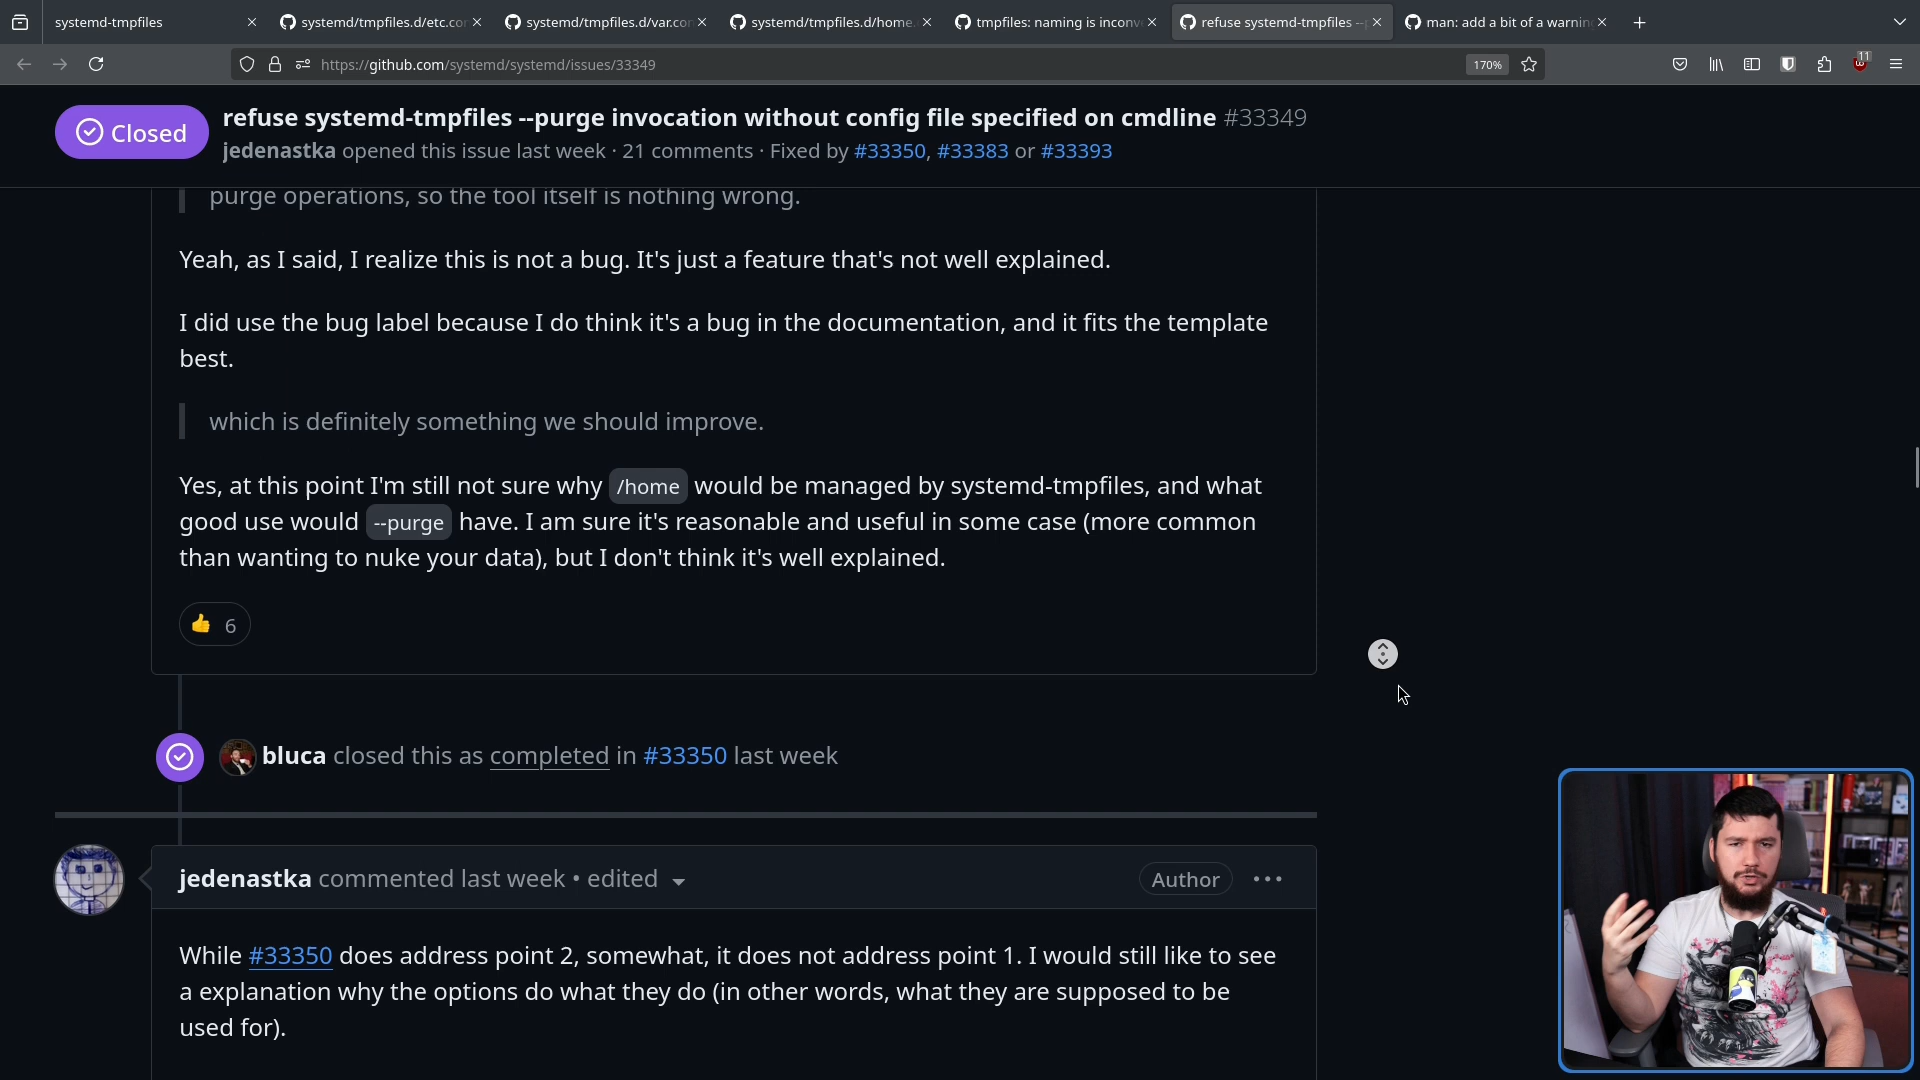 systemd-tmpfiles
systemd/tmpfiles.d/etc.co
systemd/tmpfiles.d/var.con
systemd/tmpfiles.d/home.
tmpfiles: naming is incon
refuse systemd-tmpfiles --p
man: add a bit of a warnin
https://github.com/systemd/systemd/issues/33349
170%
11
Closed
refuse systemd-tmpfiles --purge invocation without config file specified on cmdline #33349
jedenastka opened this issue last week · 21 comments · Fixed by #33350, #33383 or #33393
purge operations, so the tool itself is nothing wrong.
Yeah, as I said, I realize this is not a bug. It's just a feature that's not well explained.
I did use the bug label because I do think it's a bug in the documentation, and it fits the template
best.
which is definitely something we should improve.
Yes, at this point I'm still not sure why /home would be managed by systemd-tmpfiles, and what
good use would --purge have. I am sure it's reasonable and useful in some case (more common
than wanting to nuke your data), but I don't think it's well explained.
👍 6
bluca closed this as completed in #33350 last week
jedenastka commented last week • edited
Author
While #33350 does address point 2, somewhat, it does not address point 1. I would still like to see
a explanation why the options do what they do (in other words, what they are supposed to be
used for).